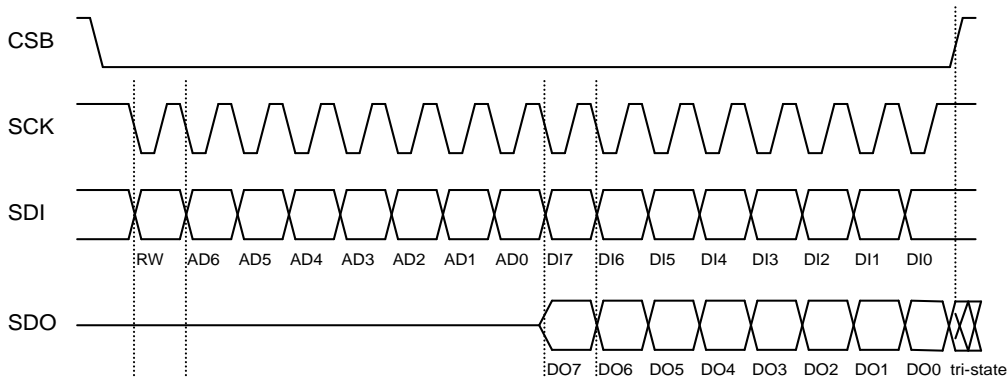 CSB
SCK
SDI
RW AD6 AD5 AD4 AD3 AD2 AD1 AD0 DI7 DI6 DI5 DI4 DI3 DI2 DI1 DI0
SDO
DO7 DO6 DO5 DO4 DO3 DO2 DO1 DO0 tri-state